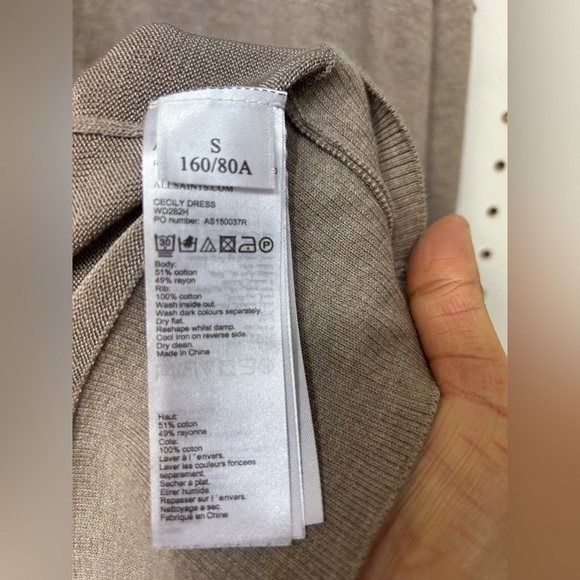 S
160/80A
ALLSAINTS.COM
CECILY DRESS
WD282H
PO number: AS150037R
30
P
Body:
51% cotton
49% rayon
Rib:
100% cotton
Wash inside out.
Wash dark colours separately.
Dry flat.
Reshape whilst damp.
Cool iron on reverse side.
Dry clean.
Made in China
Haut:
51% coton
49% rayonne
Cote:
100% coton
Laver à l ' envers.
Laver les couleurs foncees
separement.
Secher a plat.
Etirer humide.
Repasser sur l'envers.
Nettoyage a sec.
Fabriqué en Chine